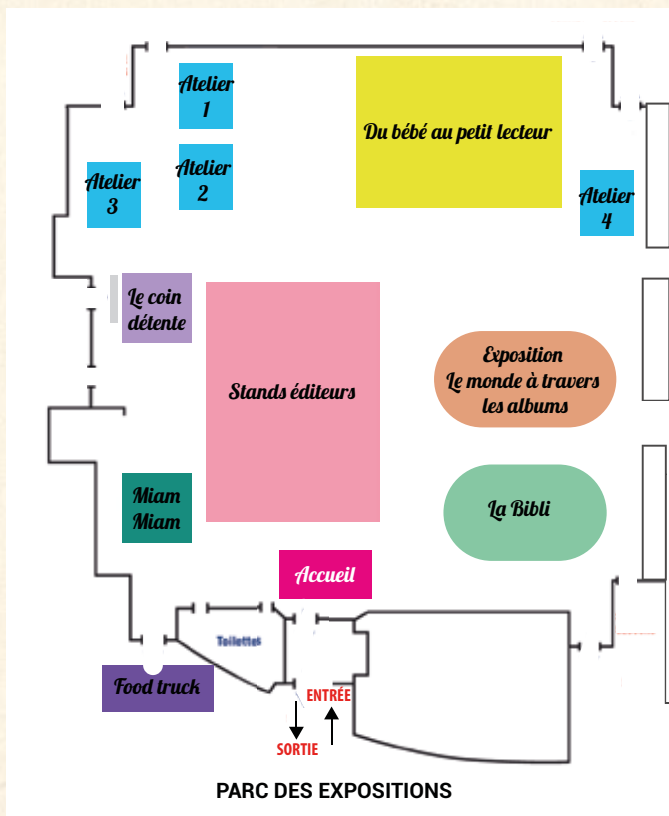 Atelier
1
Du bébé au petit lecteur
Atelier
2
Atelier
3
Atelier
4
Le coin
détente
Stands éditeurs
Exposition
Le monde à travers
les albums
Miam
Miam
La Bibli
Accueil
Toilettes
Food truck
ENTRÉE
SORTIE
PARC DES EXPOSITIONS